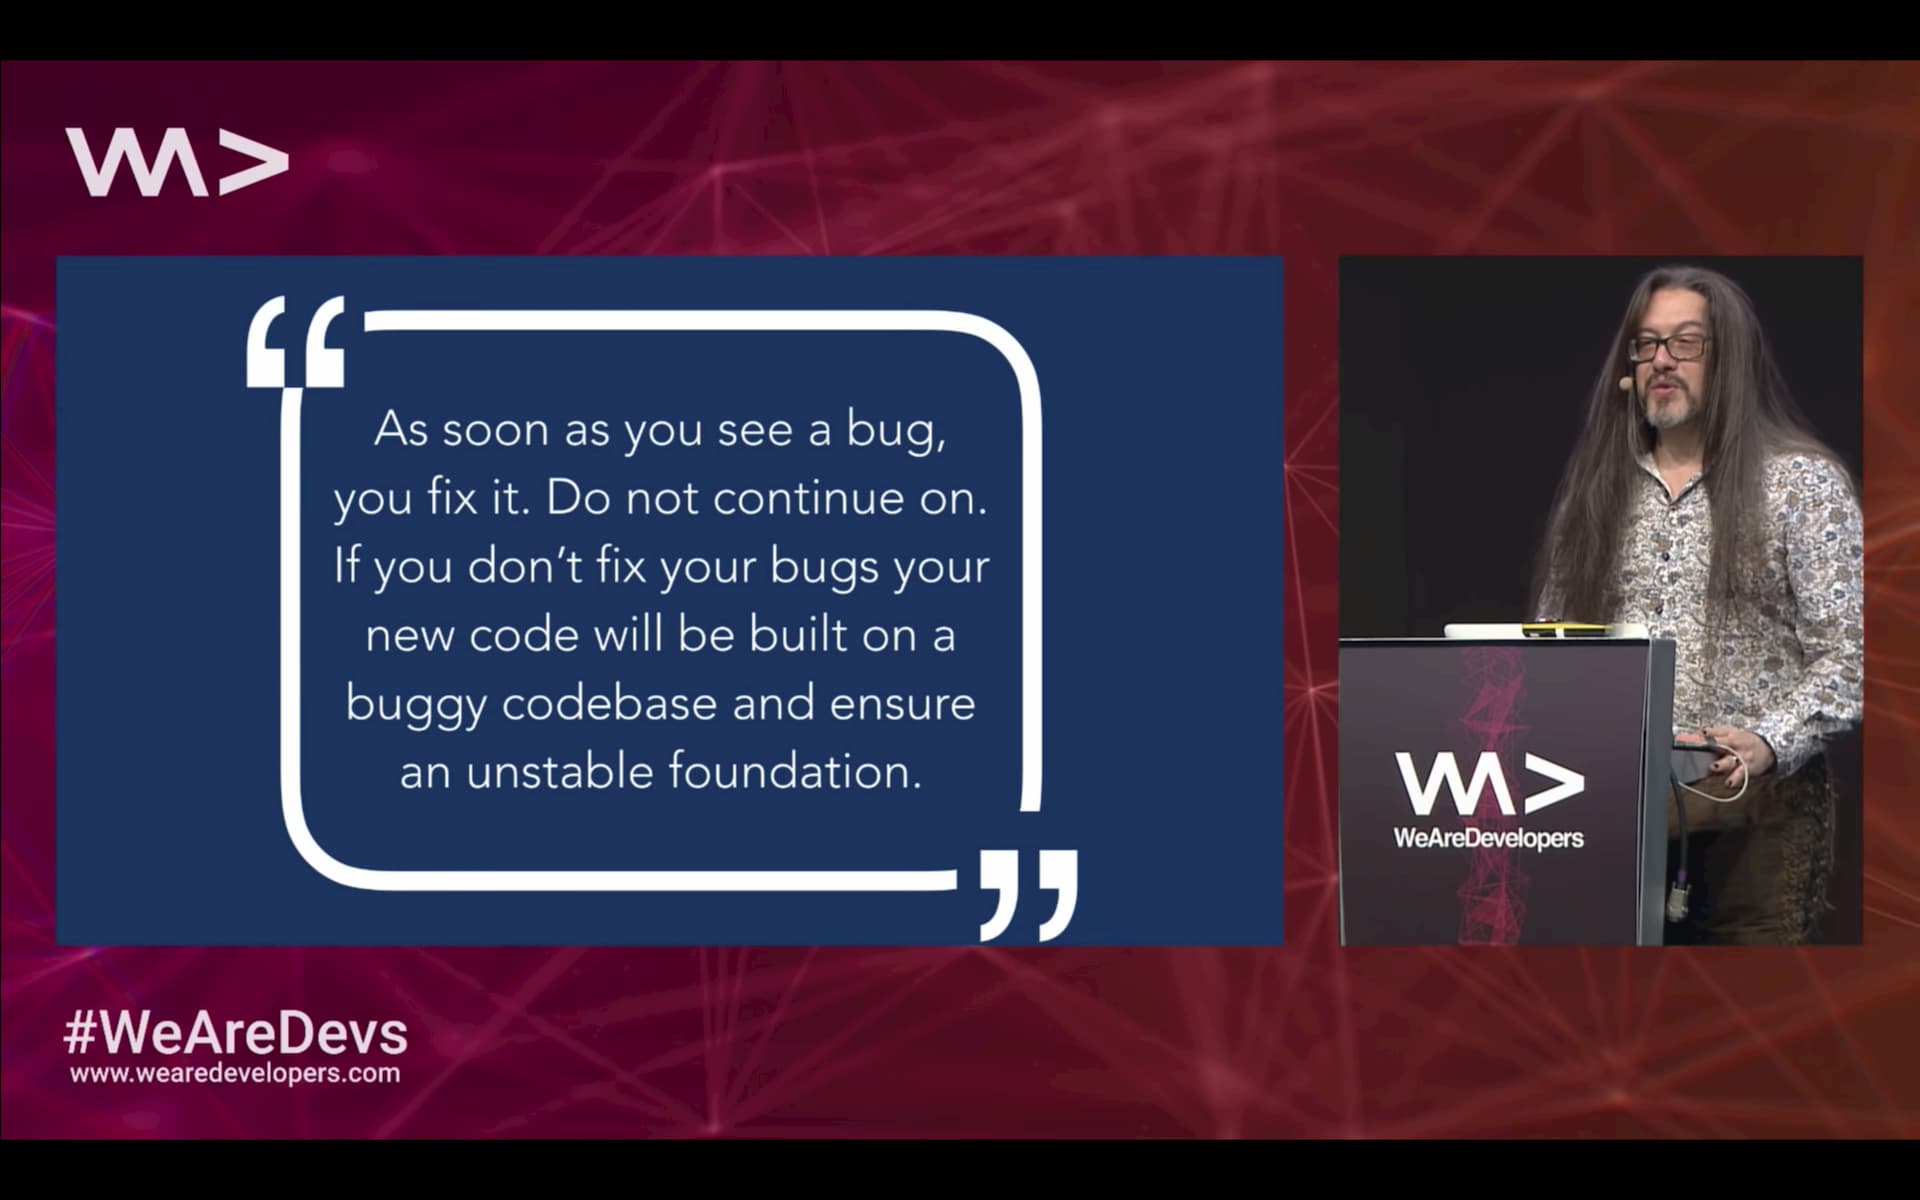 WA>
“
As soon as you see a bug,
you fix it. Do not continue on.
If you don’t fix your bugs your
new code will be built on a
buggy codebase and ensure
an unstable foundation.
”
WA>
WeAreDevelopers
#WeAreDevs
www.wearedevelopers.com